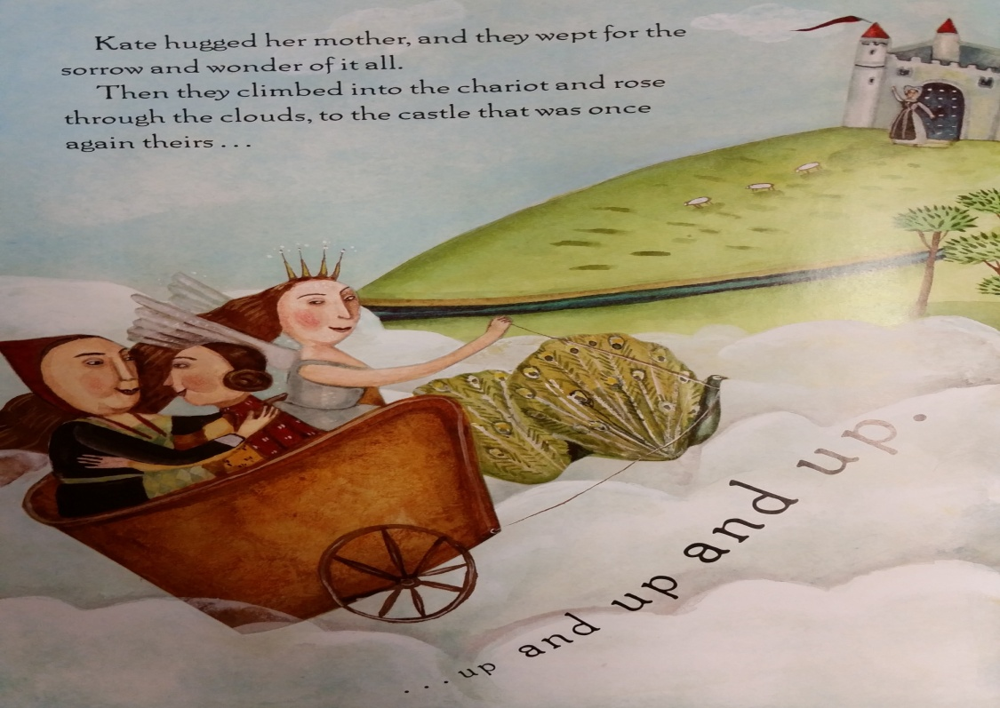 Kate hugged her mother, and they wept for the
sorrow and wonder of it all.
Then they climbed into the chariot and rose
through the clouds, to the castle that was once
again theirs . . .
. . . up and up and up.